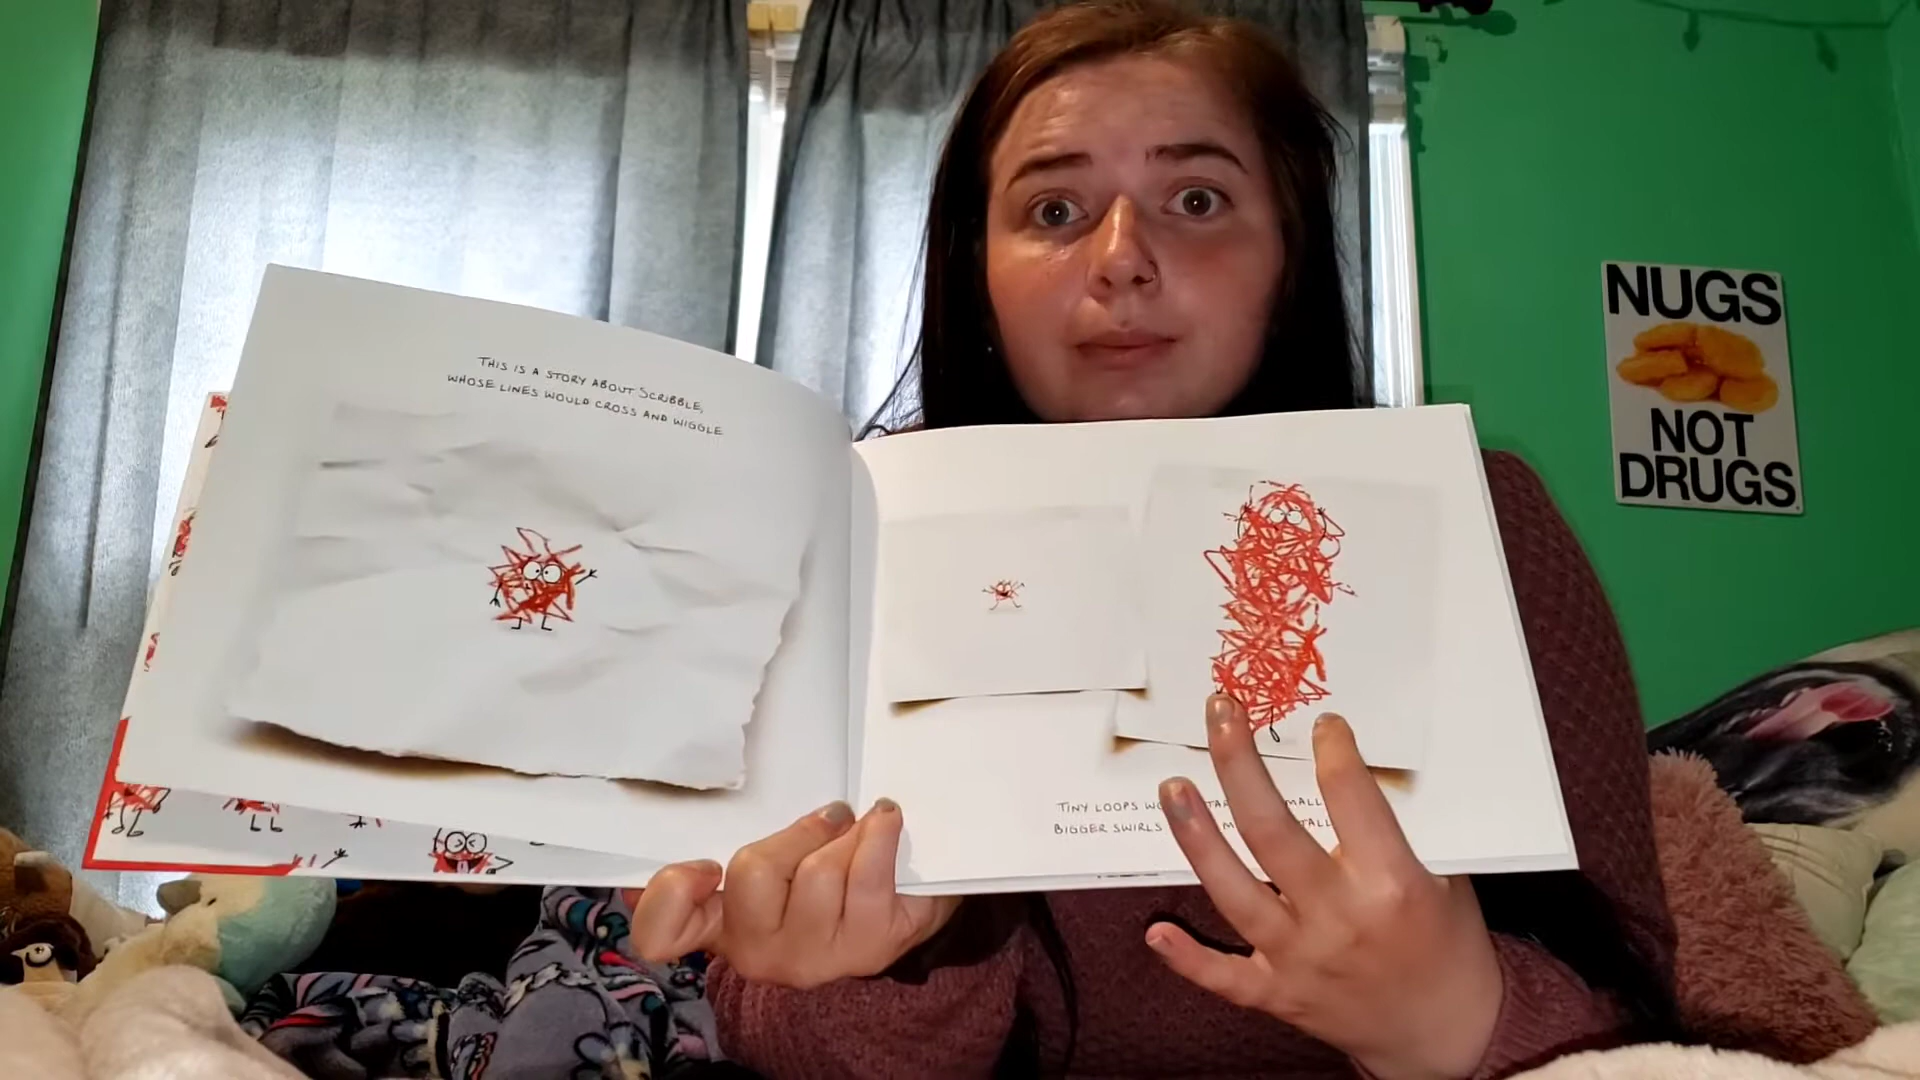 THIS IS A STORY ABOUT SCRIBBLE,
WHOSE LINES WOULD CROSS AND WIGGLE
TINY LOOPS
BIGGER SWIRLS
NUGS
NOT
DRUGS